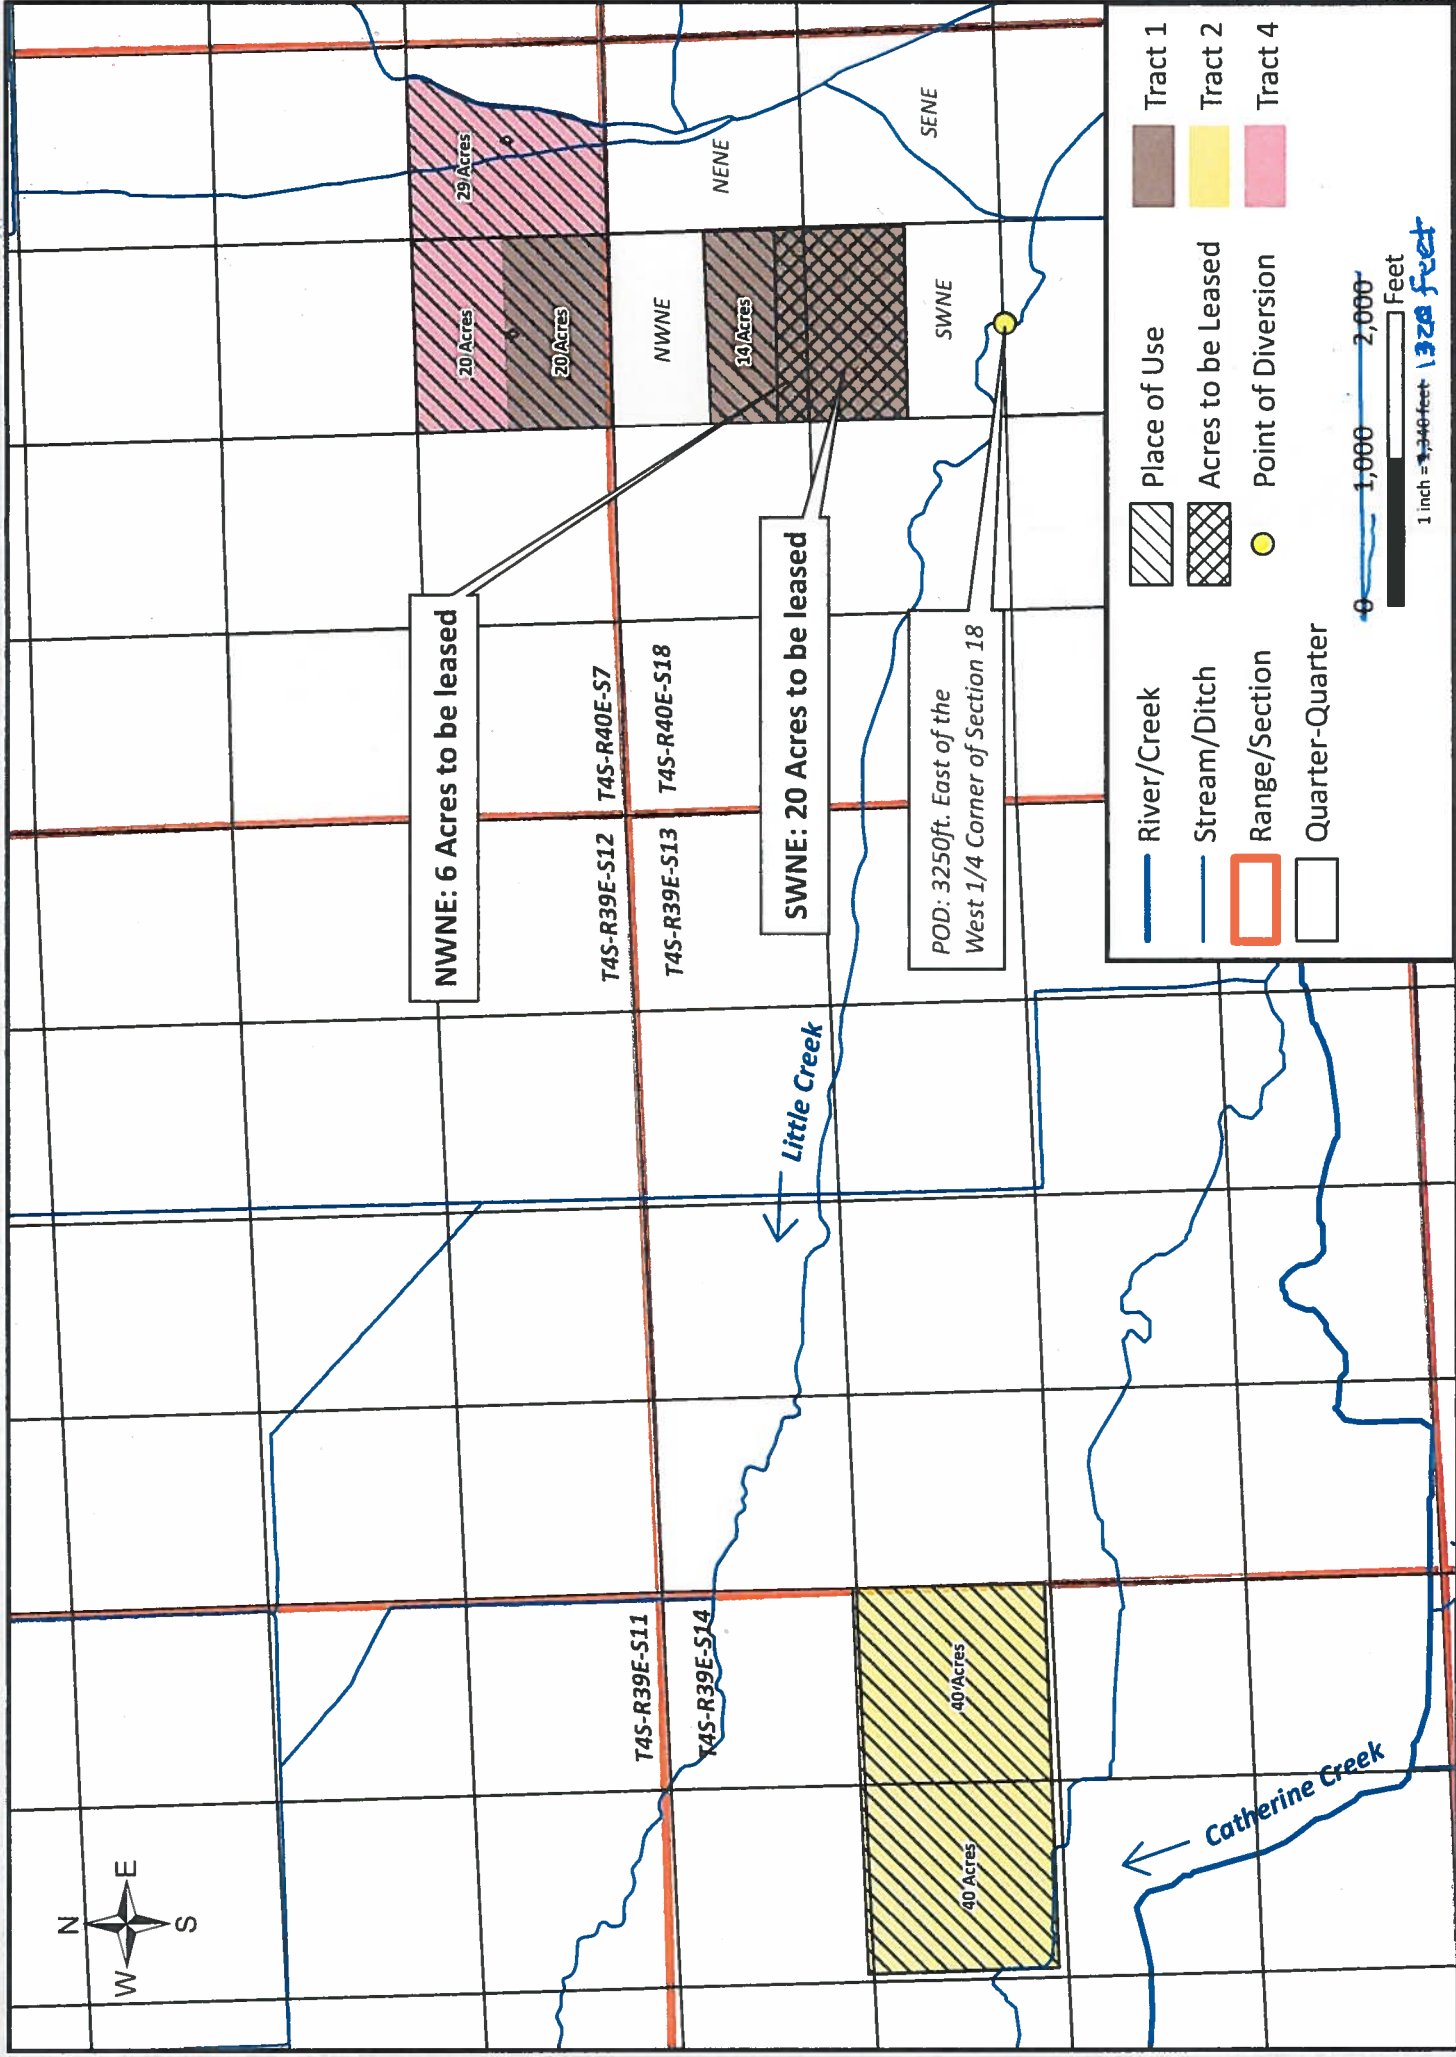 N
W E
S
29 Acres
20 Acres
20 Acres
NENE
SENE
NWNE
14 Acres
SWNE
NWNE: 6 Acres to be leased
SWNE: 20 Acres to be leased
POD: 3250ft. East of the
West 1/4 Corner of Section 18
T4S-R39E-S12
T4S-R40E-S7
T4S-R39E-S13
T4S-R40E-S18
T4S-R39E-S11
T4S-R39E-S14
Little Creek
40 Acres
40 Acres
Catherine Creek
River/Creek
Stream/Ditch
Range/Section
Quarter-Quarter
Place of Use
Acres to be Leased
Point of Diversion
Tract 1
Tract 2
Tract 4
0 1,000 2,000
Feet
1 inch = 1,340 feet 1320 feet